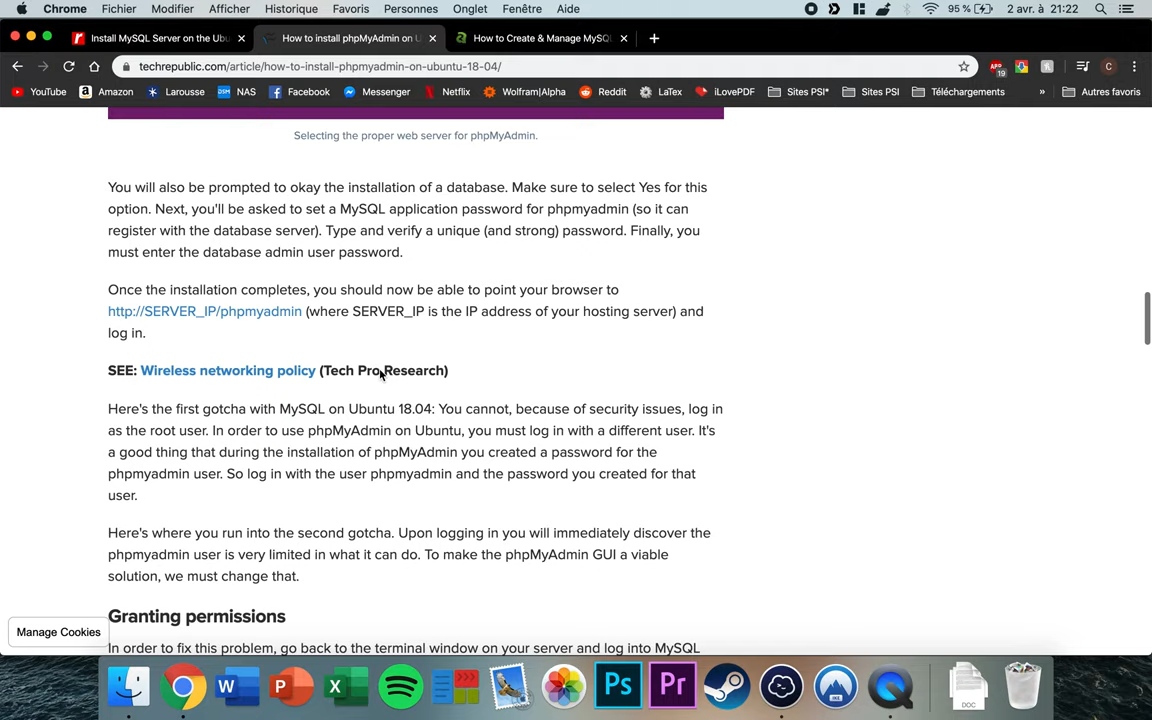 Chrome Fichier Modifier Afficher Historique Favoris Personnes Onglet Fenêtre Aide 95 % 2 avr. à 21:22
Install MySQL Server on the Ubu How to install phpMyAdmin on U How to Create & Manage MySQL
techrepublic.com/article/how-to-install-phpmyadmin-on-ubuntu-18-04/
YouTube Amazon Larousse NAS Facebook Messenger Netflix Wolfram|Alpha Reddit LaTex iLovePDF Sites PSI* Sites PSI Téléchargements » Autres favoris
Selecting the proper web server for phpMyAdmin.
You will also be prompted to okay the installation of a database. Make sure to select Yes for this
option. Next, you'll be asked to set a MySQL application password for phpmyadmin (so it can
register with the database server). Type and verify a unique (and strong) password. Finally, you
must enter the database admin user password.
Once the installation completes, you should now be able to point your browser to
http://SERVER_IP/phpmyadmin (where SERVER_IP is the IP address of your hosting server) and
log in.
SEE: Wireless networking policy (Tech Pro Research)
Here's the first gotcha with MySQL on Ubuntu 18.04: You cannot, because of security issues, log in
as the root user. In order to use phpMyAdmin on Ubuntu, you must log in with a different user. It's
a good thing that during the installation of phpMyAdmin you created a password for the
phpmyadmin user. So log in with the user phpmyadmin and the password you created for that
user.
Here's where you run into the second gotcha. Upon logging in you will immediately discover the
phpmyadmin user is very limited in what it can do. To make the phpMyAdmin GUI a viable
solution, we must change that.
Granting permissions
Manage Cookies
In order to fix this problem, go back to the terminal window on your server and log into MySQL
W P X Ps Pr DOC